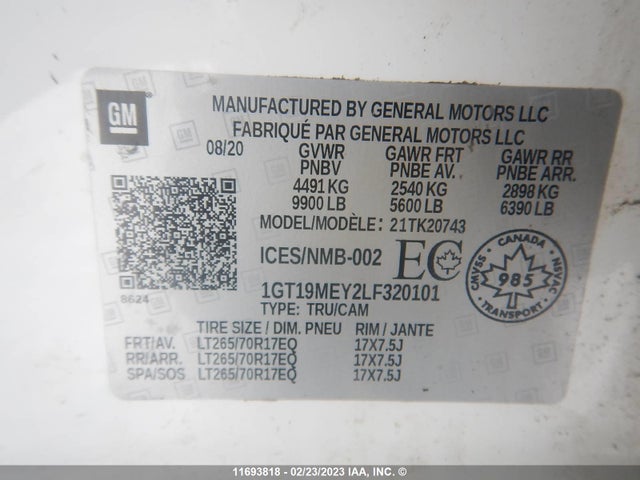 GM
MANUFACTURED BY GENERAL MOTORS LLC
FABRIQUÉ PAR GENERAL MOTORS LLC
08/20 GVWR GAWR FRT GAWR RR
PNBV PNBE AV. PNBE ARR.
4491 KG 2540 KG 2898 KG
9900 LB 5600 LB 6390 LB
MODEL/MODÈLE: 21TK20743
ICES/NMB-002 EC
CANADA
CMVSS 985 NSVAC
TRANSPORT
8624
1GT19MEY2LF320101
TYPE: TRU/CAM
TIRE SIZE / DIM. PNEU RIM / JANTE
FRT/AV. LT265/70R17EQ 17X7.5J
RR/ARR. LT265/70R17EQ 17X7.5J
SPA/SOS LT265/70R17EQ 17X7.5J
11693818 - 02/23/2023 IAA, INC. ©